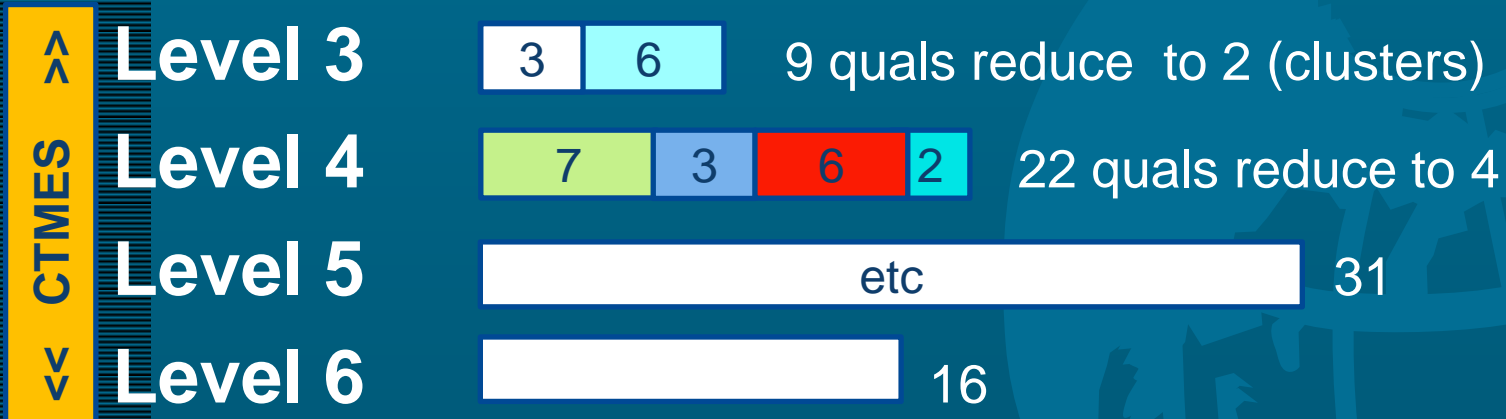 << CTMES >>
Level 3 3 6 9 quals reduce to 2 (clusters)
Level 4 7 3 6 2 22 quals reduce to 4
Level 5 etc 31
Level 6 16